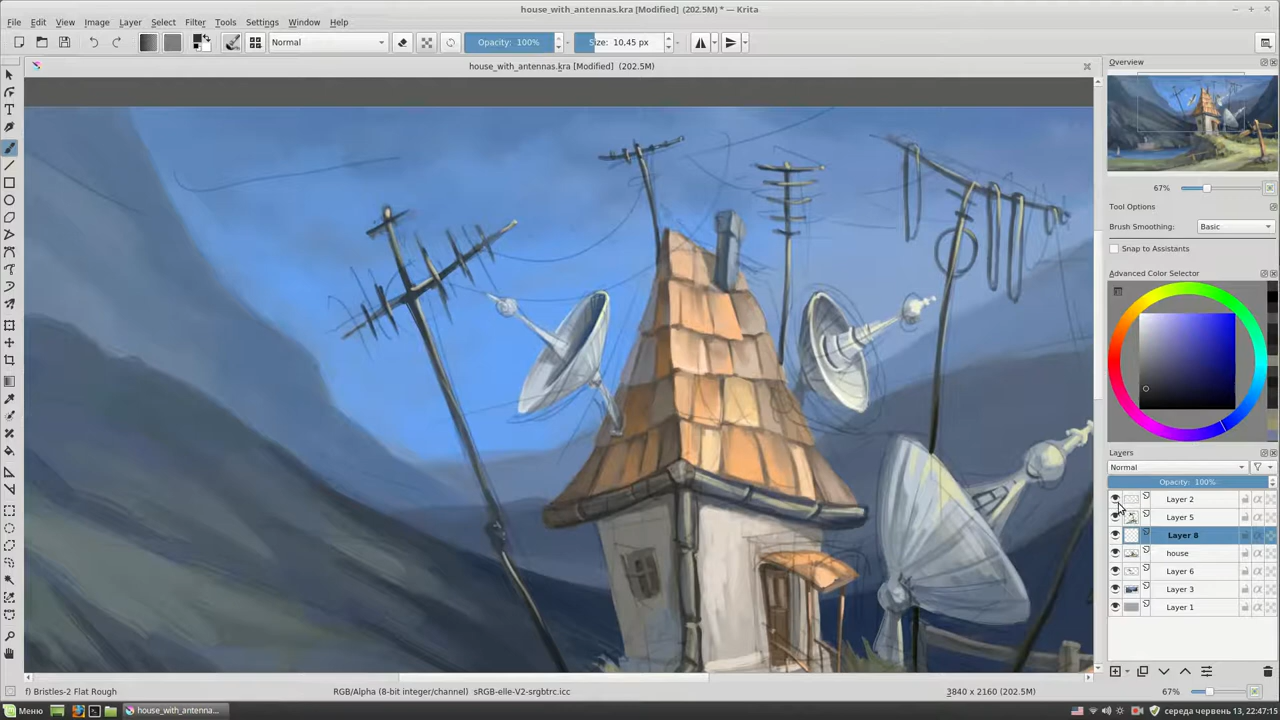 house_with_antennas.kra [Modified] (202.5M) * — Krita
File Edit View Image Layer Select Filter Tools Settings Window Help
Normal
Opacity: 100%
Size: 10.45 px
house_with_antennas.kra [Modified] (202.5M)
Overview
67%
Tool Options
Brush Smoothing: Basic
Snap to Assistants
Advanced Color Selector
Layers
Normal
Opacity: 100%
Layer 2
Layer 5
Layer 8
house
Layer 6
Layer 3
Layer 1
f) Bristles-2 Flat Rough
RGB/Alpha (8-bit integer/channel) sRGB-elle-V2-srgbtrc.icc
3840 x 2160 (202.5M)
67%
Меню
house_with_antenna...
середа червень 13, 22:47:15